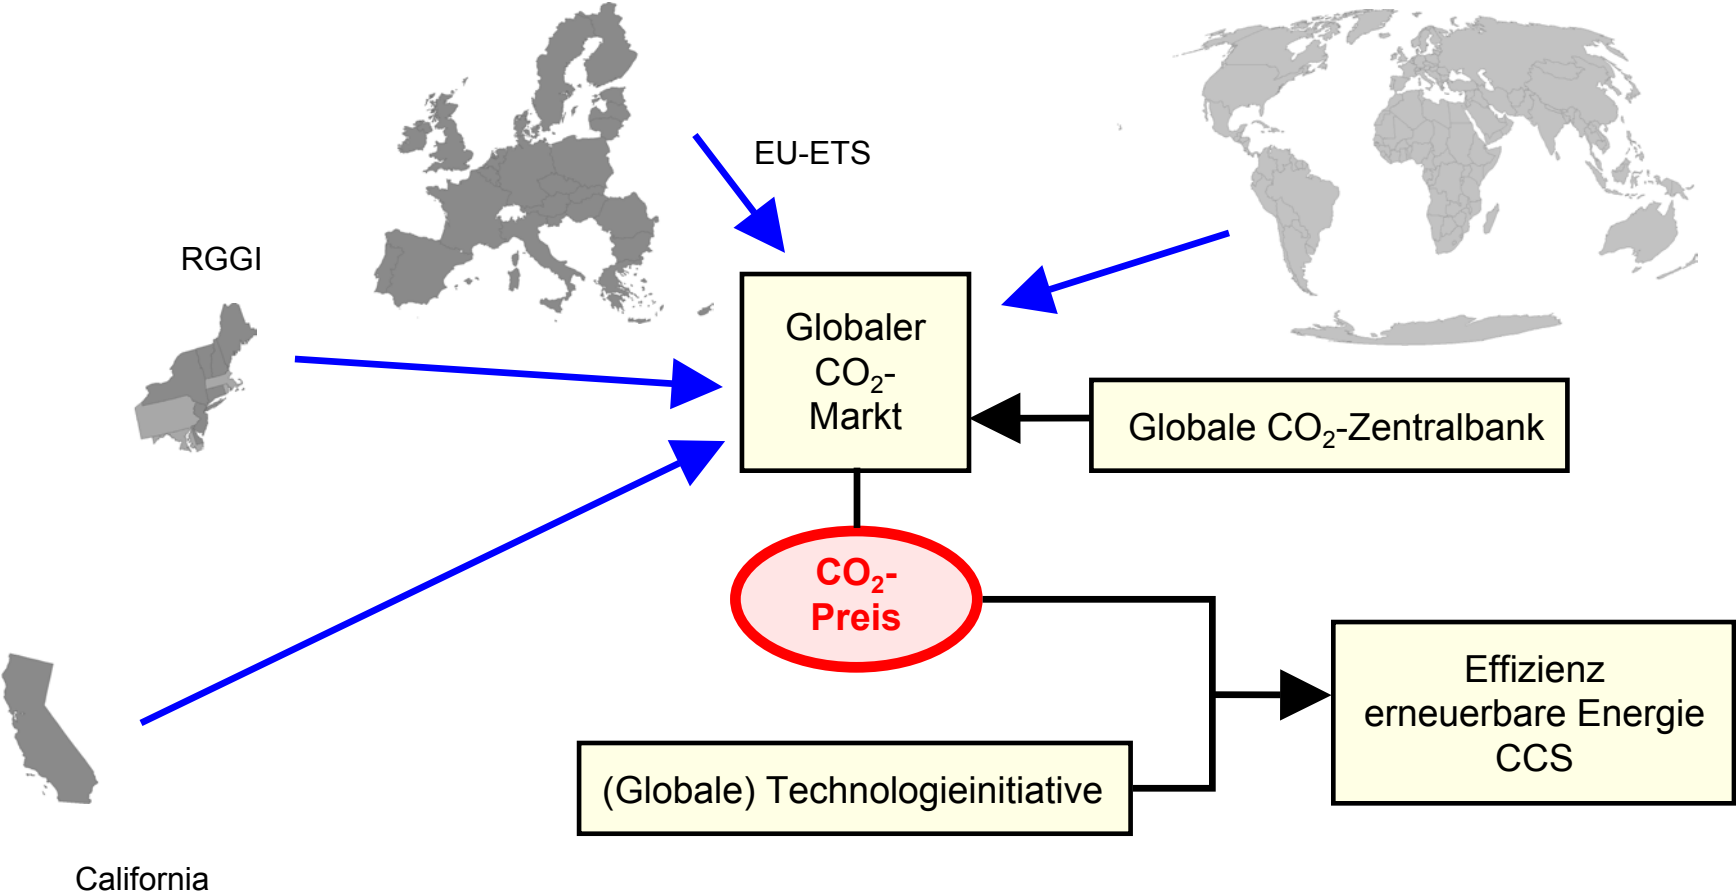 EU-ETS
RGGI
Globaler
CO₂-
Markt
Globale CO₂-Zentralbank
CO₂-
Preis
Effizienz
erneuerbare Energie
CCS
(Globale) Technologieinitiative
California